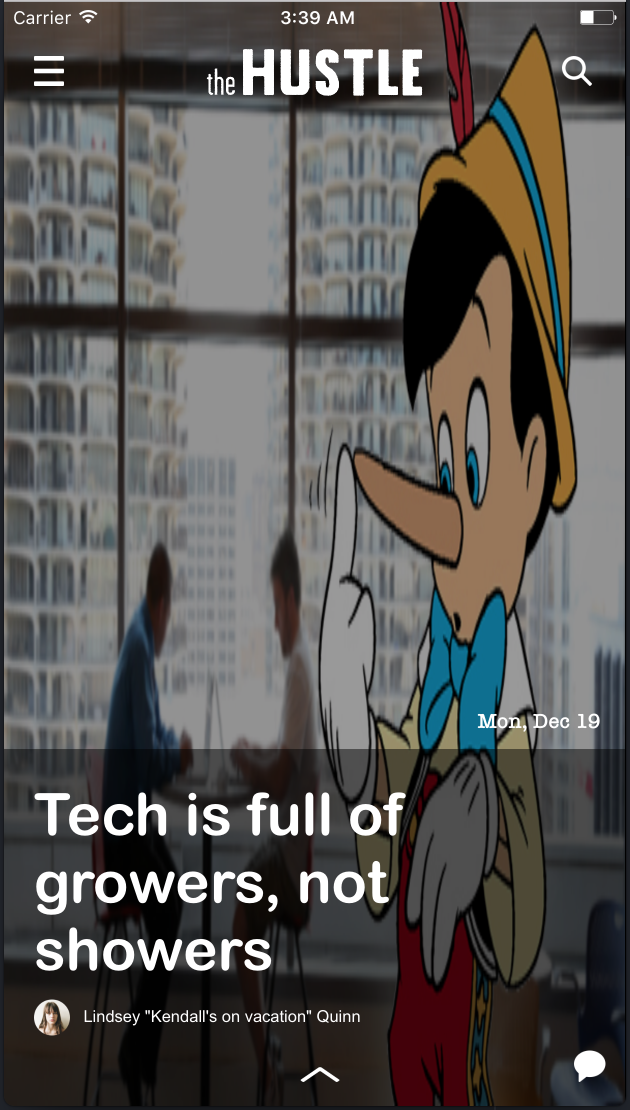 Carrier 3:39 AM
the HUSTLE
Mon, Dec 19
Tech is full of
growers, not
showers
Lindsey "Kendall's on vacation" Quinn